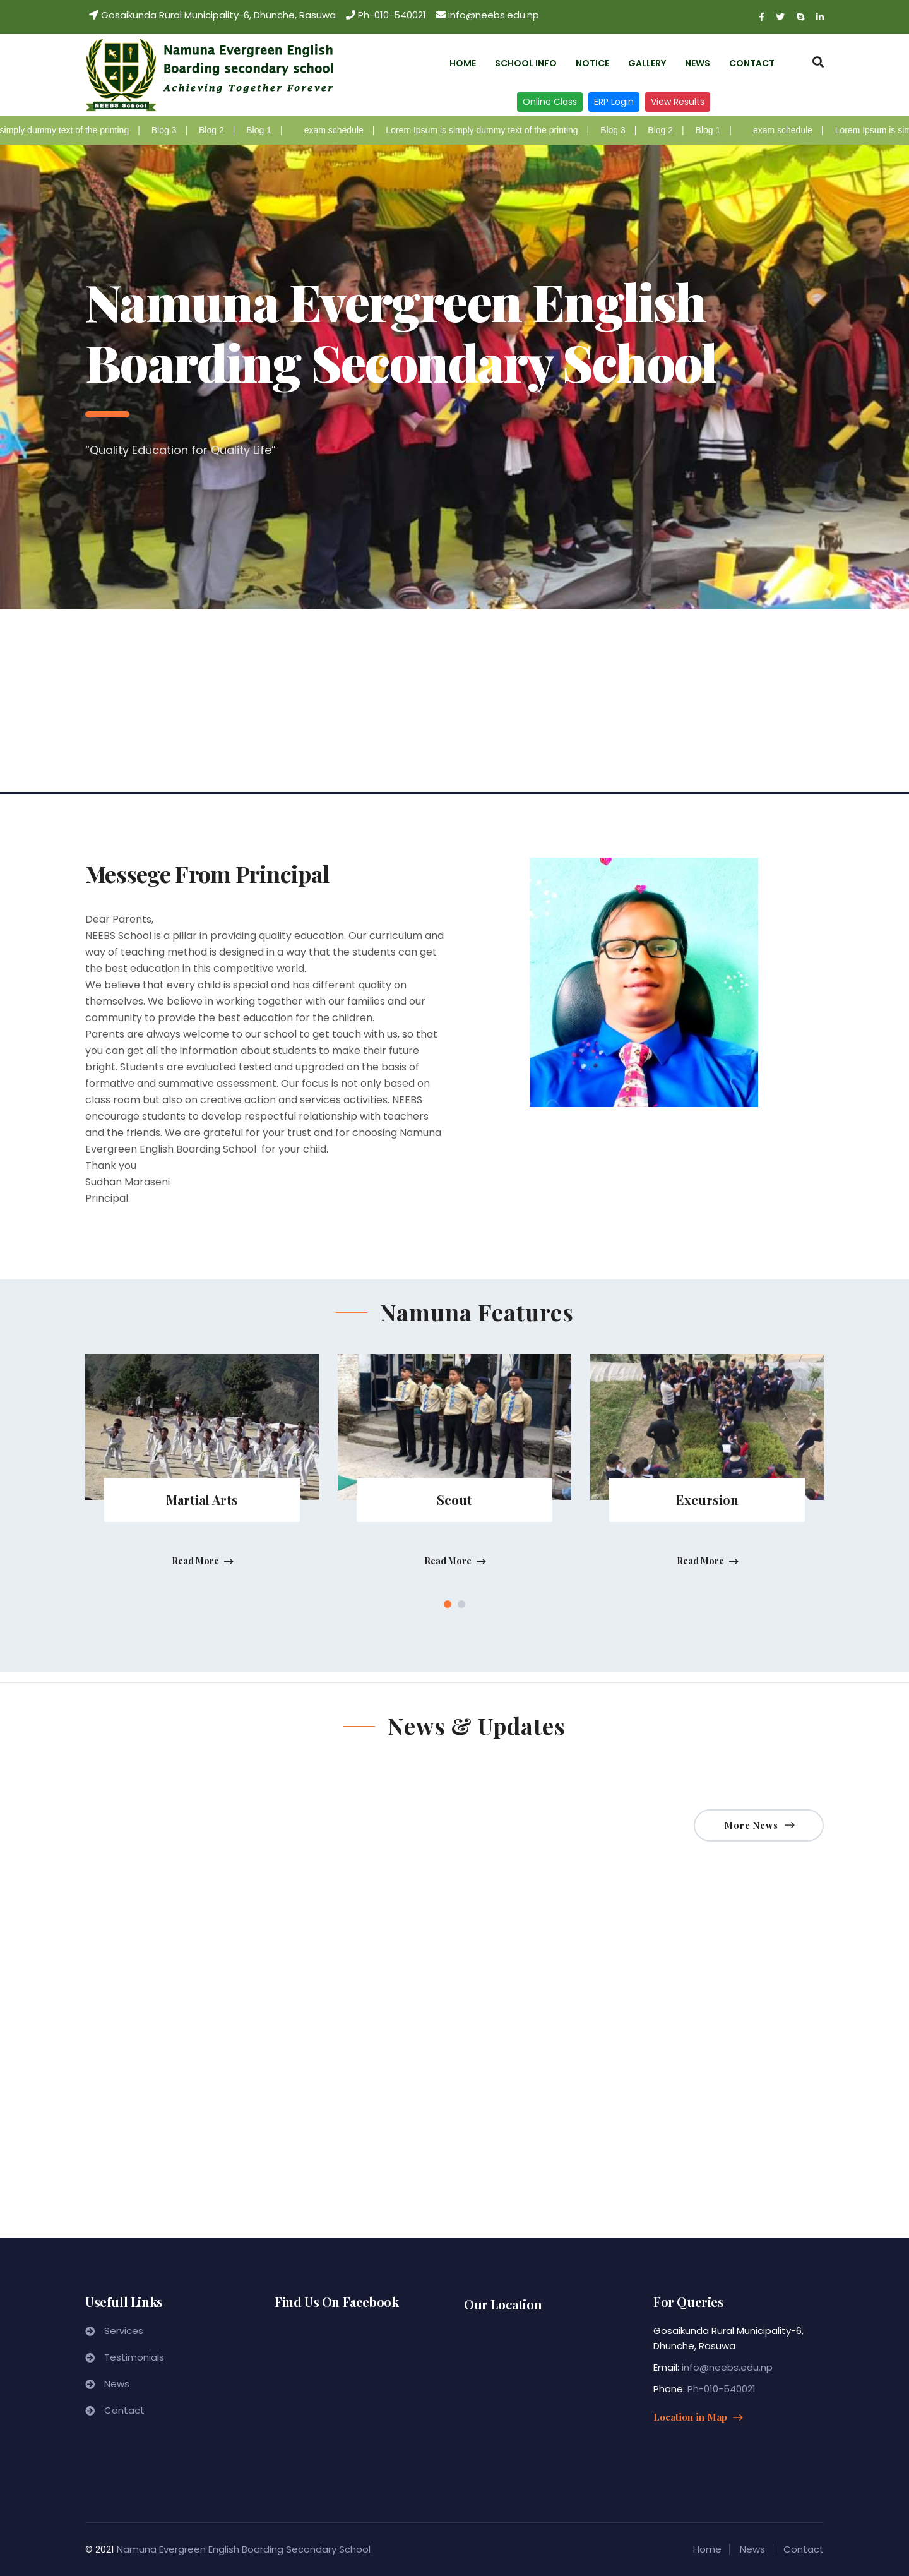 Gosaikunda Rural Municipality-6, Dhunche, Rasuwa Ph-010-540021 info@neebs.edu.np
Namuna Evergreen English
Boarding secondary school
Achieving Together Forever
NEEBS School
HOME SCHOOL INFO NOTICE GALLERY NEWS CONTACT
Online Class ERP Login View Results
simply dummy text of the printing | Blog 3 | Blog 2 | Blog 1 | exam schedule | Lorem Ipsum is simply dummy text of the printing | Blog 3 | Blog 2 | Blog 1 | exam schedule | Lorem Ipsum is sim
Namuna Evergreen English
Boarding Secondary School
“Quality Education for Quality Life”
Messege From Principal
Dear Parents,
NEEBS School is a pillar in providing quality education. Our curriculum and
way of teaching method is designed in a way that the students can get
the best education in this competitive world.
We believe that every child is special and has different quality on
themselves. We believe in working together with our families and our
community to provide the best education for the children.
Parents are always welcome to our school to get touch with us, so that
you can get all the information about students to make their future
bright. Students are evaluated tested and upgraded on the basis of
formative and summative assessment. Our focus is not only based on
class room but also on creative action and services activities. NEEBS
encourage students to develop respectful relationship with teachers
and the friends. We are grateful for your trust and for choosing Namuna
Evergreen English Boarding School for your child.
Thank you
Sudhan Maraseni
Principal
Namuna Features
Martial Arts
Scout
Excursion
Read More
Read More
Read More
News & Updates
More News
Usefull Links
Services
Testimonials
News
Contact
Find Us On Facebook
Our Location
For Queries
Gosaikunda Rural Municipality-6,
Dhunche, Rasuwa
Email: info@neebs.edu.np
Phone: Ph-010-540021
Location in Map
© 2021 Namuna Evergreen English Boarding Secondary School
Home News Contact